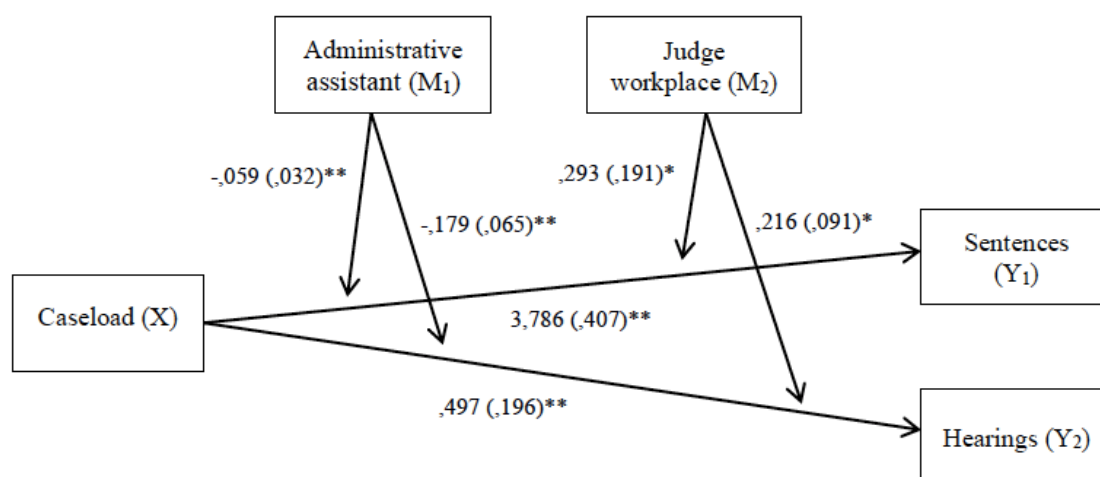 Administrative
assistant (M₁)
Judge
workplace (M₂)
-,059 (,032)**
,293 (,191)*
-,179 (,065)**
,216 (,091)*
Sentences
(Y₁)
Caseload (X)
3,786 (,407)**
,497 (,196)**
Hearings (Y₂)